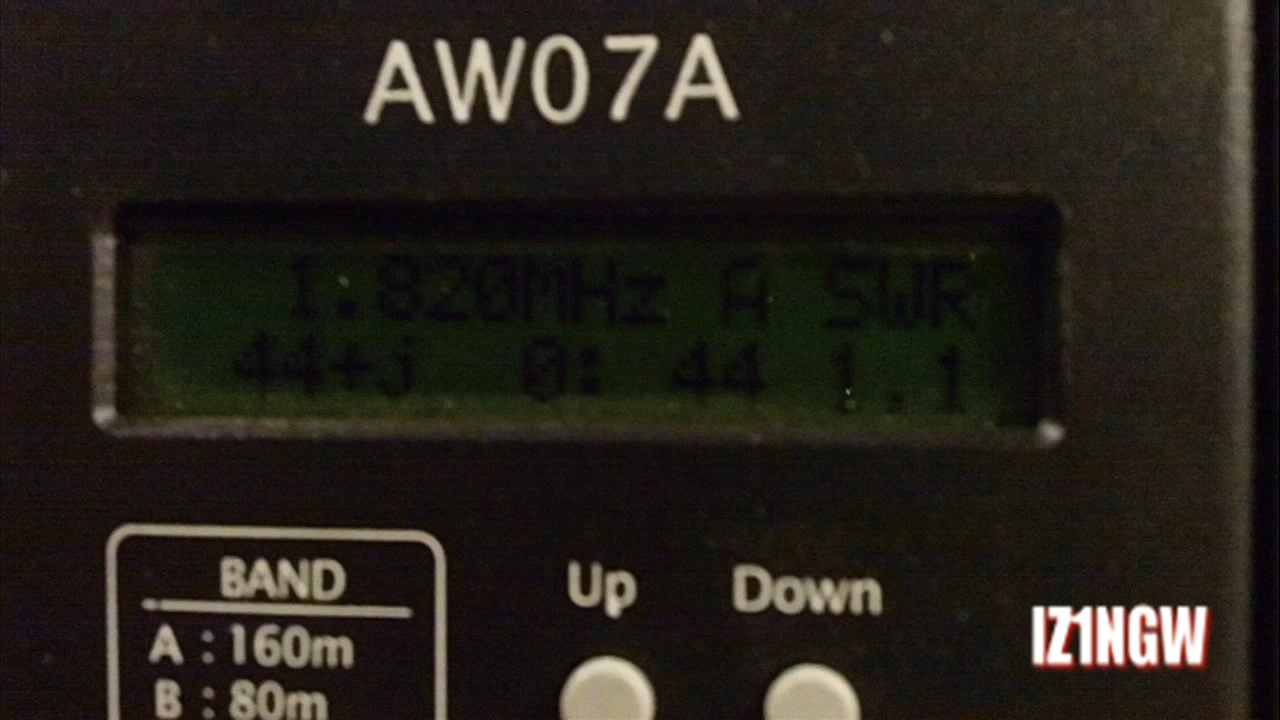 AW07A
1.820MHz A SWR
44+j 0: 44 1.1
BAND
A : 160m
B : 80m
Up
Down
IZ1NGW